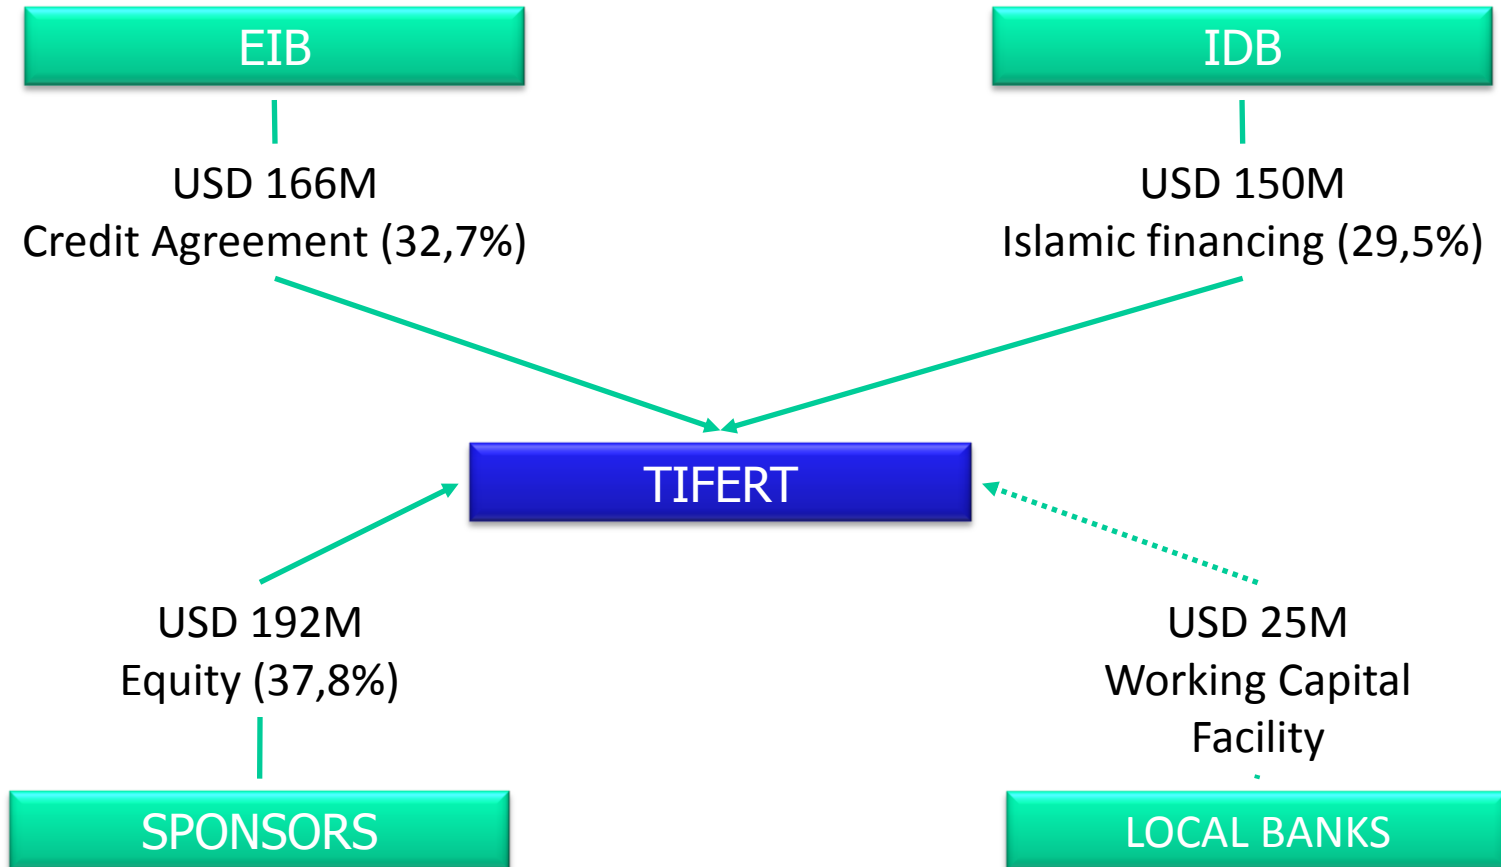 EIB
IDB
USD 166M
Credit Agreement (32,7%)
USD 150M
Islamic financing (29,5%)
TIFERT
USD 192M
Equity (37,8%)
USD 25M
Working Capital
Facility
SPONSORS
LOCAL BANKS